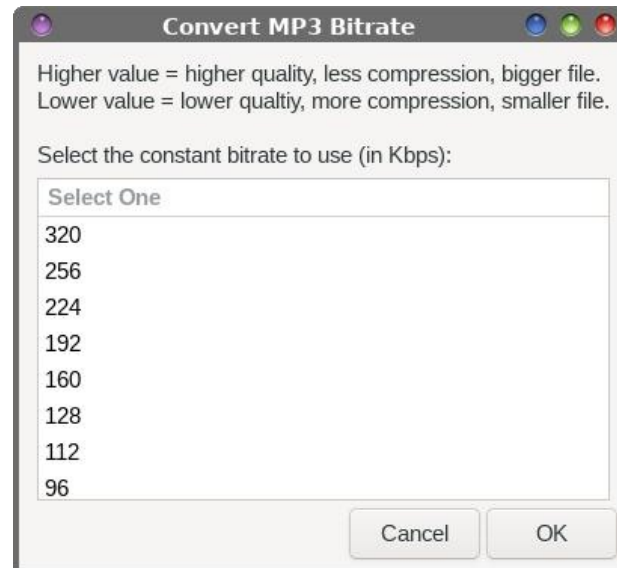 Convert MP3 Bitrate
Higher value = higher quality, less compression, bigger file.
Lower value = lower qualtiy, more compression, smaller file.
Select the constant bitrate to use (in Kbps):
Select One
320
256
224
192
160
128
112
96
Cancel OK